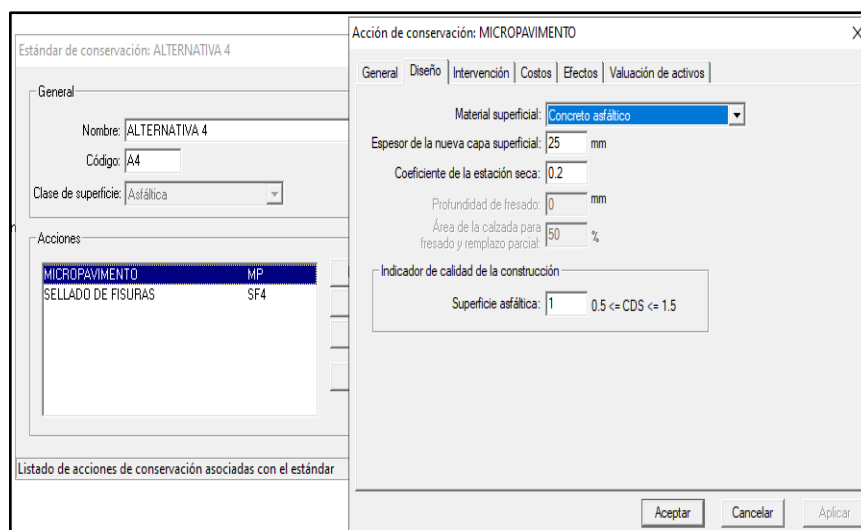 Estándar de conservación: ALTERNATIVA 4
General
Nombre: ALTERNATIVA 4
Código: A4
Clase de superficie: Asfáltica
Acciones
MICROPAVIMENTO MP
SELLADO DE FISURAS SF4
Listado de acciones de conservación asociadas con el estándar
Acción de conservación: MICROPAVIMENTO
General Diseño Intervención Costos Efectos Valuación de activos
Material superficial: Concreto asfáltico
Espesor de la nueva capa superficial: 25 mm
Coeficiente de la estación seca: 0.2
Profundidad de fresado: 0 mm
Área de la calzada para
fresado y remplazo parcial: 50 %
Indicador de calidad de la construcción
Superficie asfáltica: 1 0.5 <= CDS <= 1.5
Aceptar Cancelar Aplicar